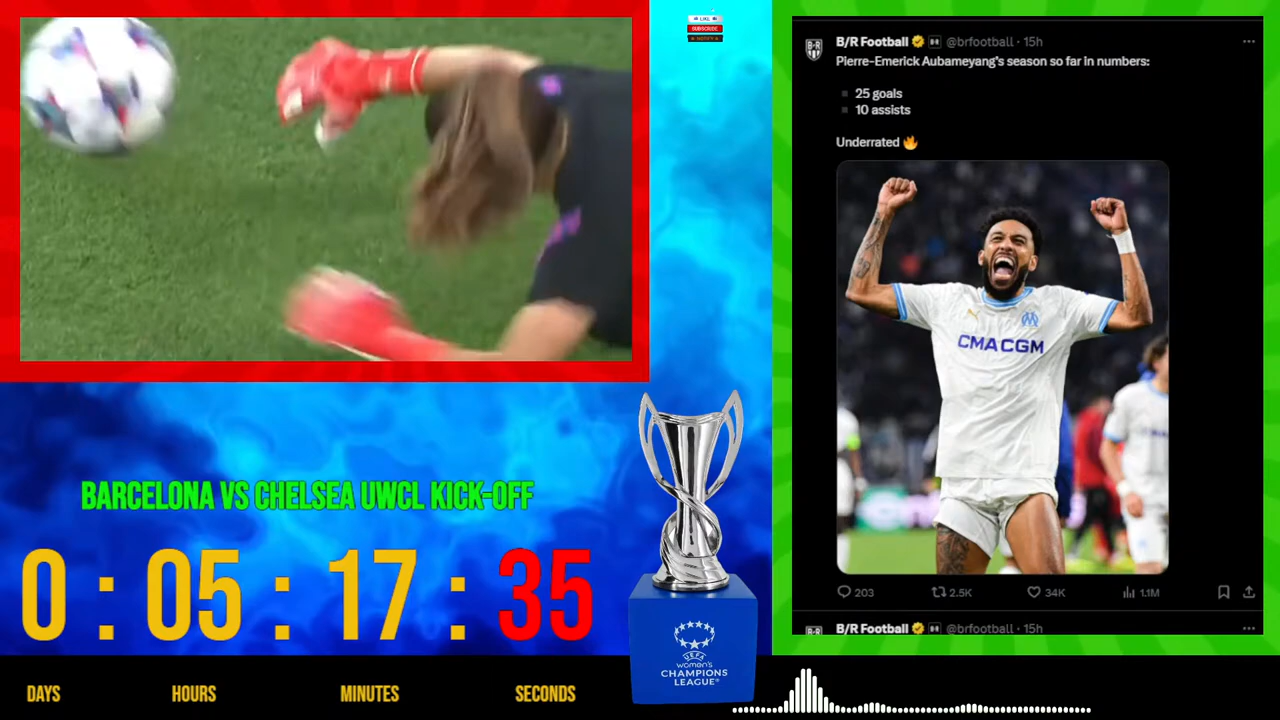 LIKE
SUBSCRIBE
B/R Football @brfootball · 15h
Pierre-Emerick Aubameyang's season so far in numbers:
25 goals
10 assists
Underrated 🔥
CMA CGM
203 2.5K 34K 1.1M
B/R Football @brfootball · 15h
BARCELONA VS CHELSEA UWCL KICK-OFF
0 : 05 : 17 : 35
DAYS HOURS MINUTES SECONDS
UEFA
WOMEN'S
CHAMPIONS
LEAGUE®